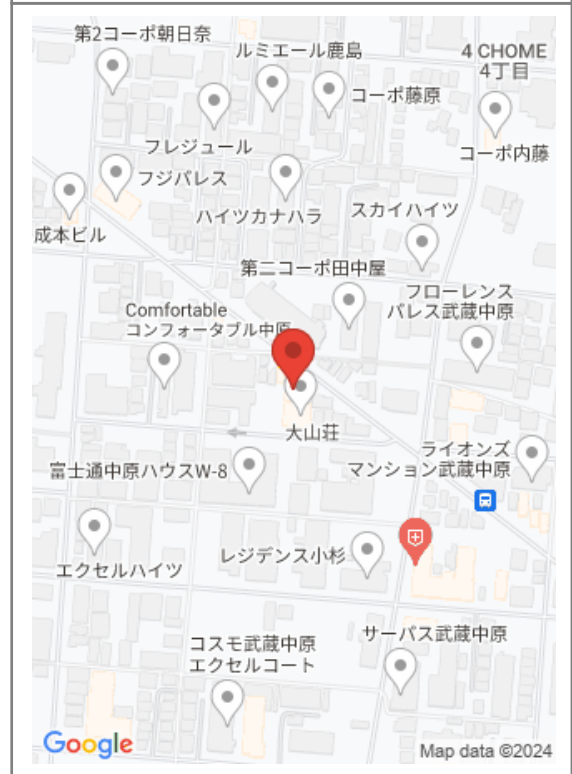 第2コーポ朝日奈
ルミエール鹿島
4 CHOME
4丁目
コーポ藤原
フレジュール
コーポ内藤
フジパレス
ハイツカナハラ
スカイハイツ
成本ビル
第二コーポ田中屋
フローレンス
パレス武蔵中原
Comfortable
コンフォータブル中原
大山荘
ライオンズ
マンション武蔵中原
富士通中原ハウスW-8
レジデンス小杉
エクセルハイツ
コスモ武蔵中原
エクセルコート
サーパス武蔵中原
Google
Map data ©2024